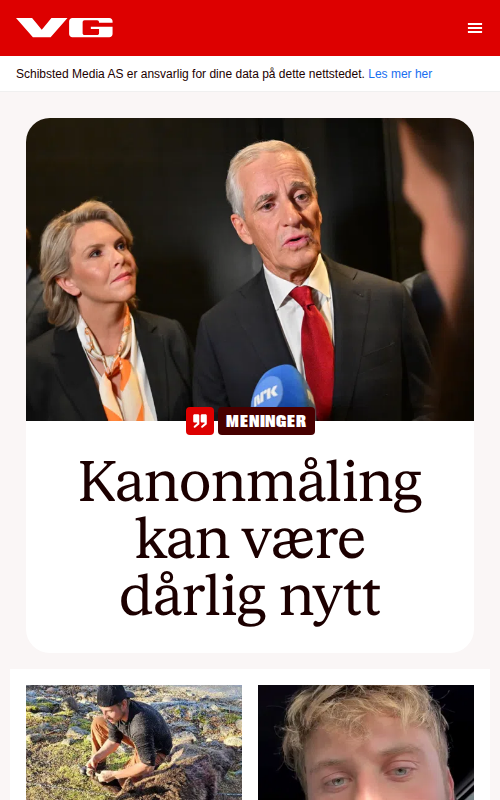 VG
Schibsted Media AS er ansvarlig for dine data på dette nettstedet. Les mer her
NRK
MENINGER
Kanonmåling
kan være
dårlig nytt